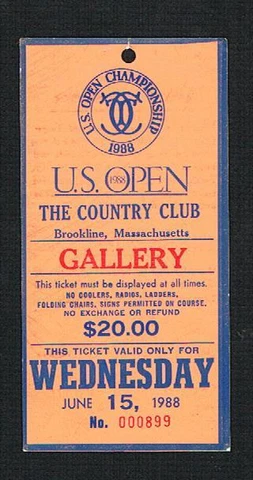 U.S. OPEN CHAMPIONSHIP
1988
U.S. 1988 OPEN
THE COUNTRY CLUB
Brookline, Massachusetts
GALLERY
This ticket must be displayed at all times.
NO COOLERS, RADIOS, LADDERS,
FOLDING CHAIRS, SIGNS PERMITTED ON COURSE.
NO EXCHANGE OR REFUND
$20.00
THIS TICKET VALID ONLY FOR
WEDNESDAY
JUNE 15, 1988
No. 000899